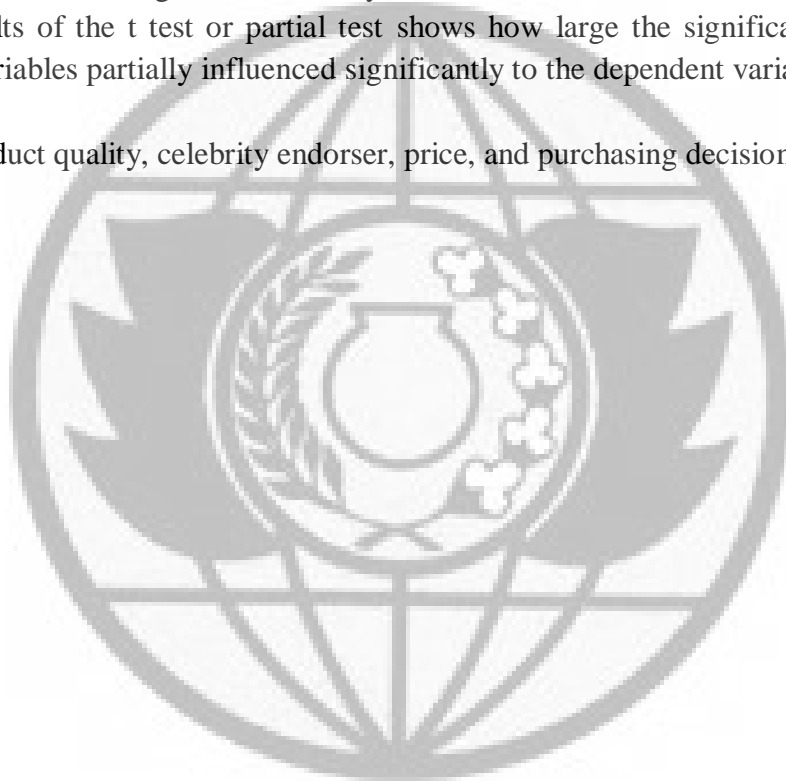 lts of the t test or partial test shows how large the significa
riables partially influenced significantly to the dependent varia
duct quality, celebrity endorser, price, and purchasing decision